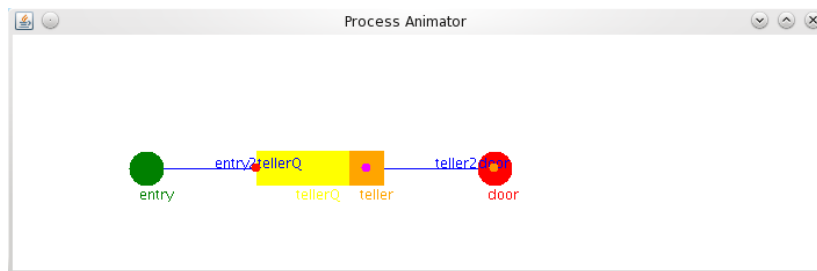 Process Animator
entry2tellerQ teller2door
entry tellerQ teller door